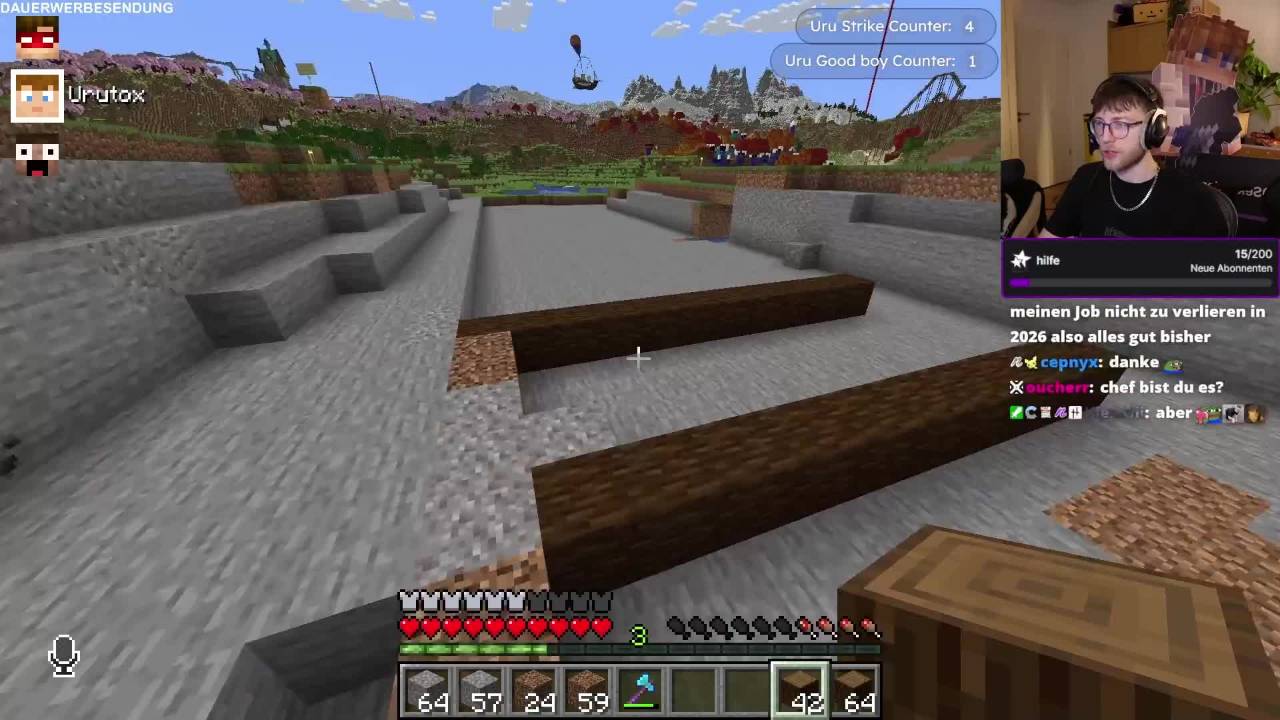 DAUERWERBESENDUNG
Urutox
Uru Strike Counter: 4
Uru Good boy Counter: 1
hilfe
15/200
Neue Abonnenten
meinen Job nicht zu verlieren in
2026 also alles gut bisher
cepnyx: danke
oucherr: chef bist du es?
: aber
3
64
57
24
59
42
64